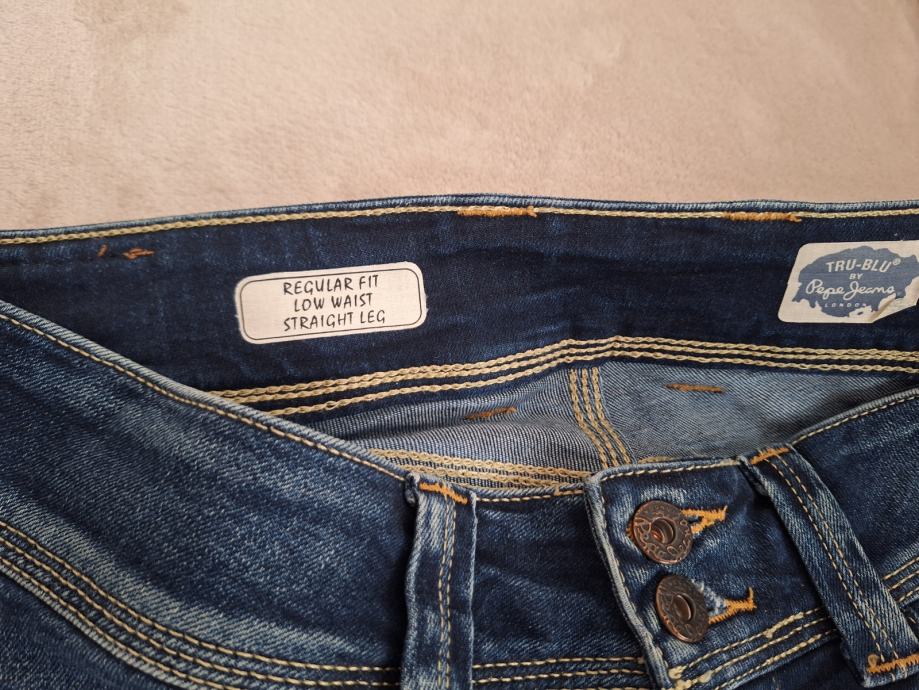 REGULAR FIT
LOW WAIST
STRAIGHT LEG
TRU-BLU®
BY
Pepe Jeans
LONDON